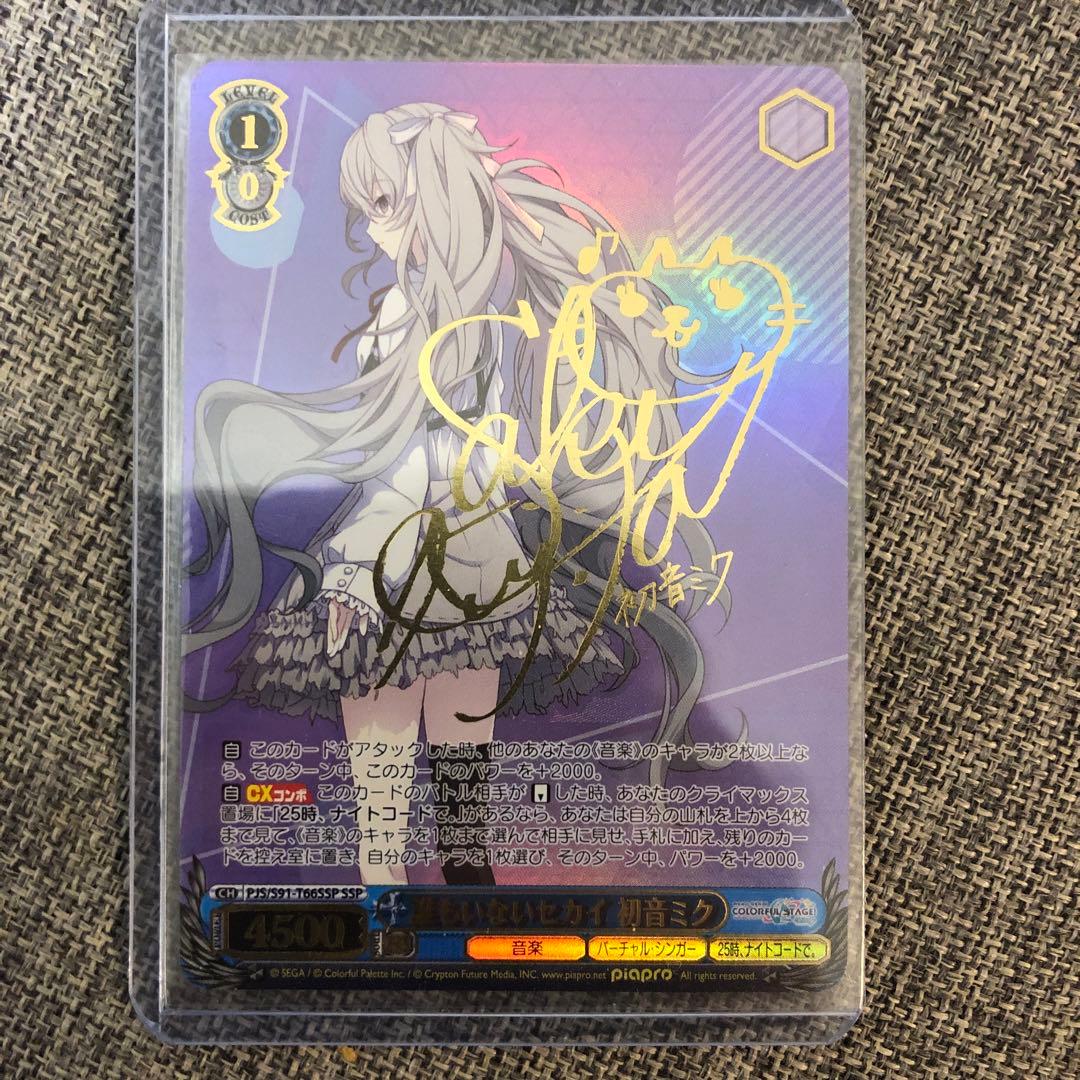 LEVEL
1
0
COST
Saki Fujita
初音ミク
自 このカードがアタックした時、他のあなたの《音楽》のキャラが2枚以上な
ら、そのターン中、このカードのパワーを+2000。
自 CXコンボ このカードのバトル相手が した時、あなたのクライマックス
置場に「25時、ナイトコードで。」があるなら、あなたは自分の山札を上から4枚
まで見て、《音楽》のキャラを1枚まで選んで相手に見せ、手札に加え、残りのカー
ドを控え室に置き、自分のキャラを1枚選び、そのターン中、パワーを+2000。
CH PJS/S91-T66SSP SSP
POWER 4500 SOUL
誰もいないセカイ 初音ミク
COLORFUL STAGE!
音楽 バーチャル・シンガー 25時、ナイトコードで。
© SEGA / © Colorful Palette Inc. / © Crypton Future Media, INC. www.piapro.net piapro All rights reserved.